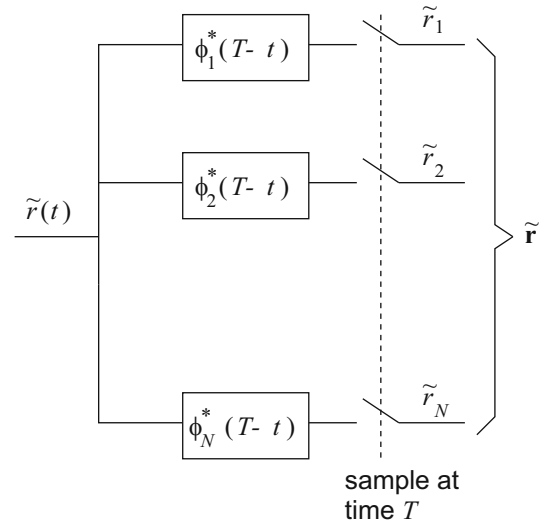 φ₁*(T- t)
r̃₁
φ₂*(T- t)
r̃₂
r̃(t)
r̃
φ_N* (T- t)
r̃_N
sample at
time T